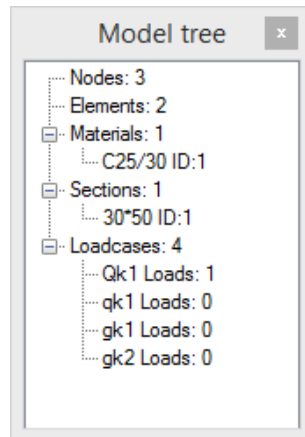 Model tree
x
Nodes: 3
Elements: 2
Materials: 1
C25/30 ID:1
Sections: 1
30*50 ID:1
Loadcases: 4
Qk1 Loads: 1
qk1 Loads: 0
gk1 Loads: 0
gk2 Loads: 0